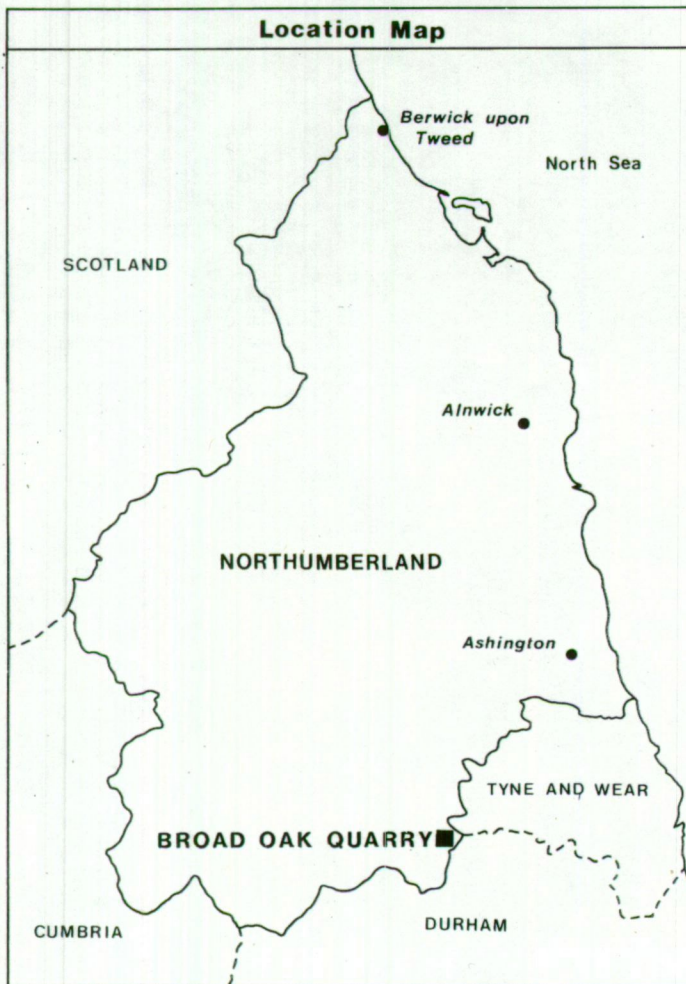 Location Map
Berwick upon
Tweed
North Sea
SCOTLAND
Alnwick
NORTHUMBERLAND
Ashington
TYNE AND WEAR
BROAD OAK QUARRY
CUMBRIA
DURHAM